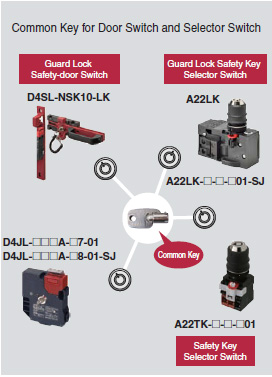 Common Key for Door Switch and Selector Switch
Guard Lock
Safety-door Switch
Guard Lock Safety Key
Selector Switch
D4SL-NSK10-LK
A22LK
A22LK-□-□-□01-SJ
D4JL-□□□A-□7-01
D4JL-□□□A-□8-01-SJ
Common Key
A22TK-□-□-□01
Safety Key
Selector Switch